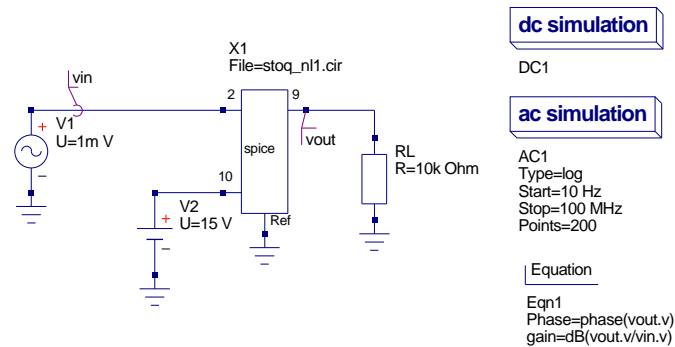 dc simulation
DC1
X1
File=stoq_nl1.cir
vin
2
9
V1
U=1m V
vout
spice
RL
R=10k Ohm
10
V2
U=15 V
Ref
ac simulation
AC1
Type=log
Start=10 Hz
Stop=100 MHz
Points=200
Equation
Eqn1
Phase=phase(vout.v)
gain=dB(vout.v/vin.v)